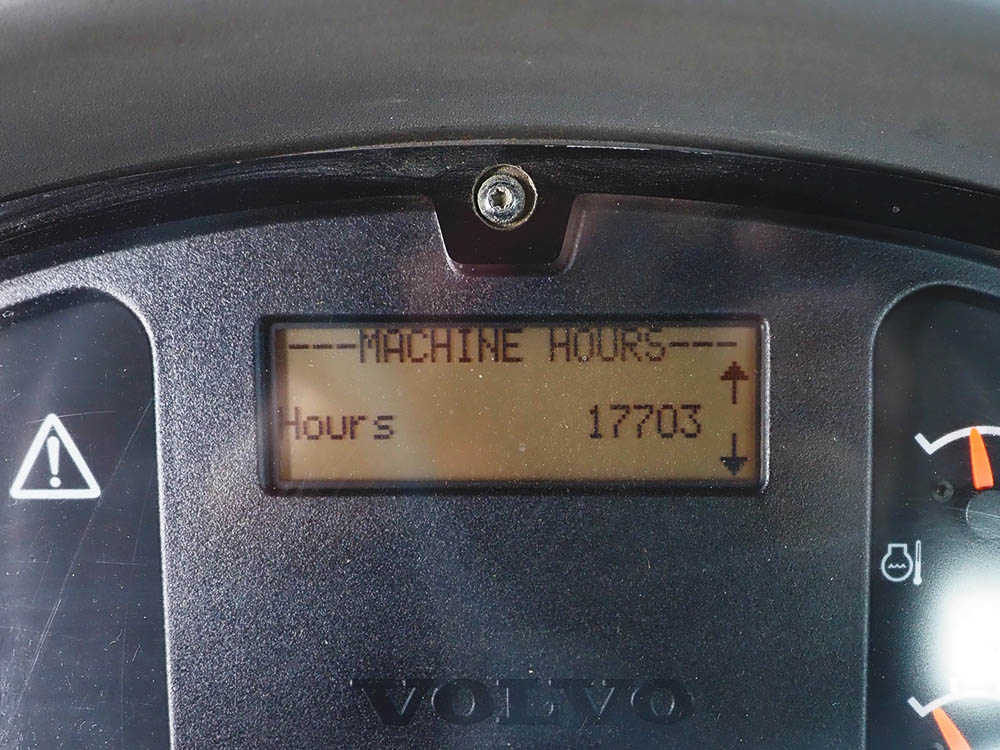 ---MACHINE HOURS---
Hours 17703
VOLVO